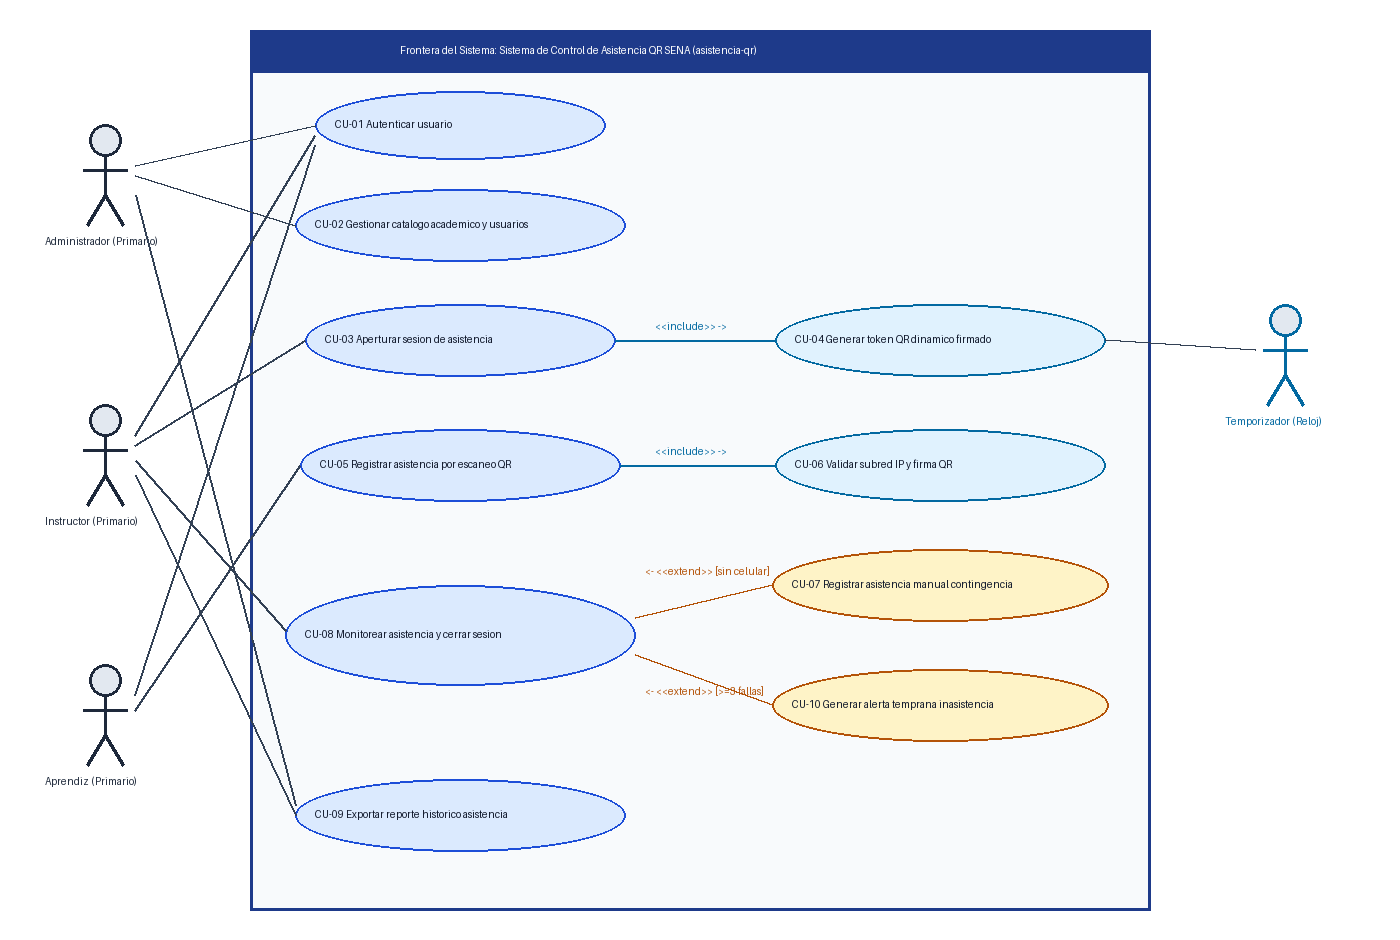 Frontera del Sistema: Sistema de Control de Asistencia QR SENA (asistencia-qr)
CU-01 Autenticar usuario
Administrador (Primario)
CU-02 Gestionar catalogo academico y usuarios
CU-03 Aperturar sesion de asistencia
<<include>> ->
CU-04 Generar token QR dinamico firmado
Temporizador (Reloj)
Instructor (Primario)
CU-05 Registrar asistencia por escaneo QR
<<include>> ->
CU-06 Validar subred IP y firma QR
<- <<extend>> [sin celular]
CU-07 Registrar asistencia manual contingencia
CU-08 Monitorear asistencia y cerrar sesion
<- <<extend>> [>=3 fallas]
CU-10 Generar alerta temprana inasistencia
Aprendiz (Primario)
CU-09 Exportar reporte historico asistencia